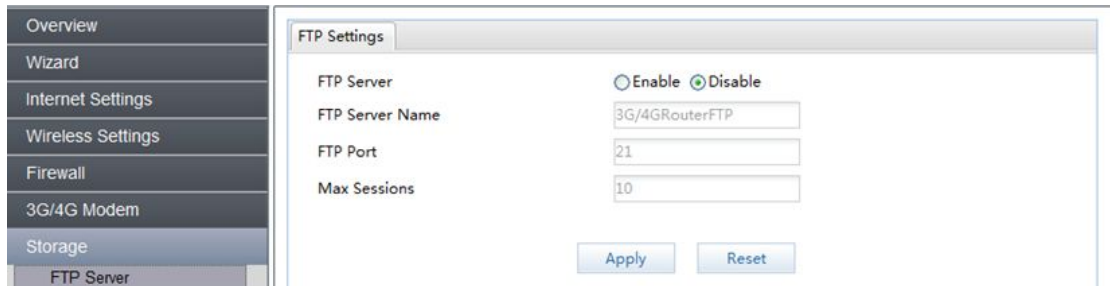 Overview
Wizard
Internet Settings
Wireless Settings
Firewall
3G/4G Modem
Storage
FTP Server
FTP Settings
FTP Server Enable Disable
FTP Server Name 3G/4GRouterFTP
FTP Port 21
Max Sessions 10
Apply Reset